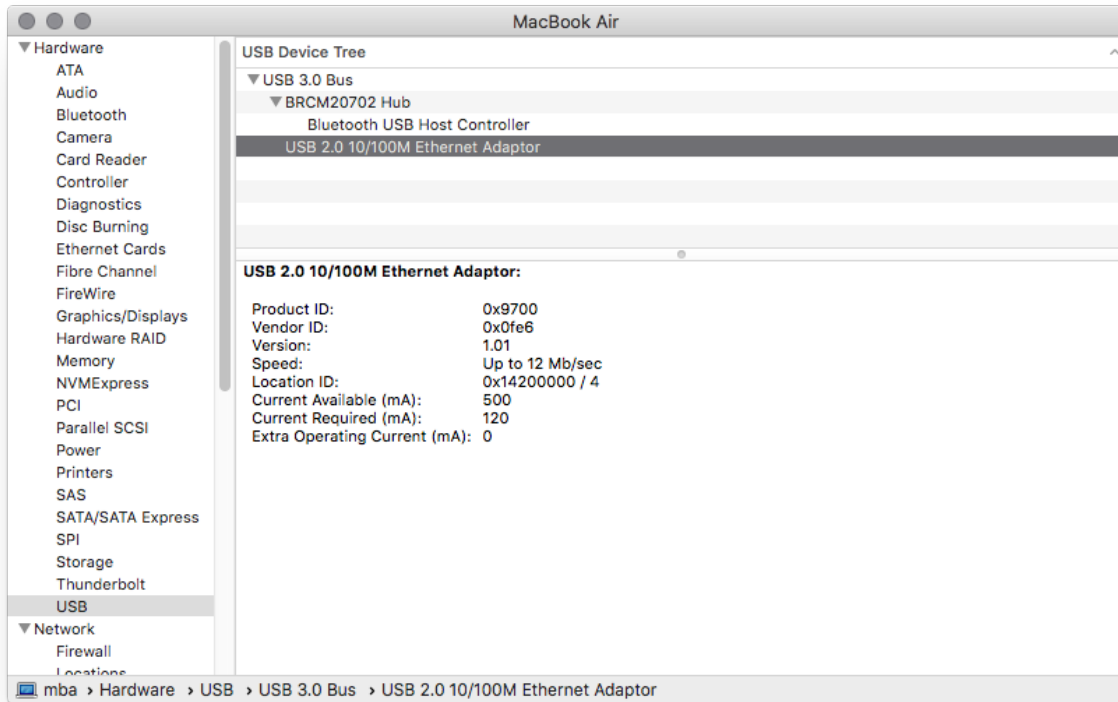 MacBook Air
Hardware
ATA
Audio
Bluetooth
Camera
Card Reader
Controller
Diagnostics
Disc Burning
Ethernet Cards
Fibre Channel
FireWire
Graphics/Displays
Hardware RAID
Memory
NVMExpress
PCI
Parallel SCSI
Power
Printers
SAS
SATA/SATA Express
SPI
Storage
Thunderbolt
USB
Network
Firewall
Locations
USB Device Tree
USB 3.0 Bus
BRCM20702 Hub
Bluetooth USB Host Controller
USB 2.0 10/100M Ethernet Adaptor
USB 2.0 10/100M Ethernet Adaptor:
Product ID: 0x9700
Vendor ID: 0x0fe6
Version: 1.01
Speed: Up to 12 Mb/sec
Location ID: 0x14200000 / 4
Current Available (mA): 500
Current Required (mA): 120
Extra Operating Current (mA): 0
mba › Hardware › USB › USB 3.0 Bus › USB 2.0 10/100M Ethernet Adaptor